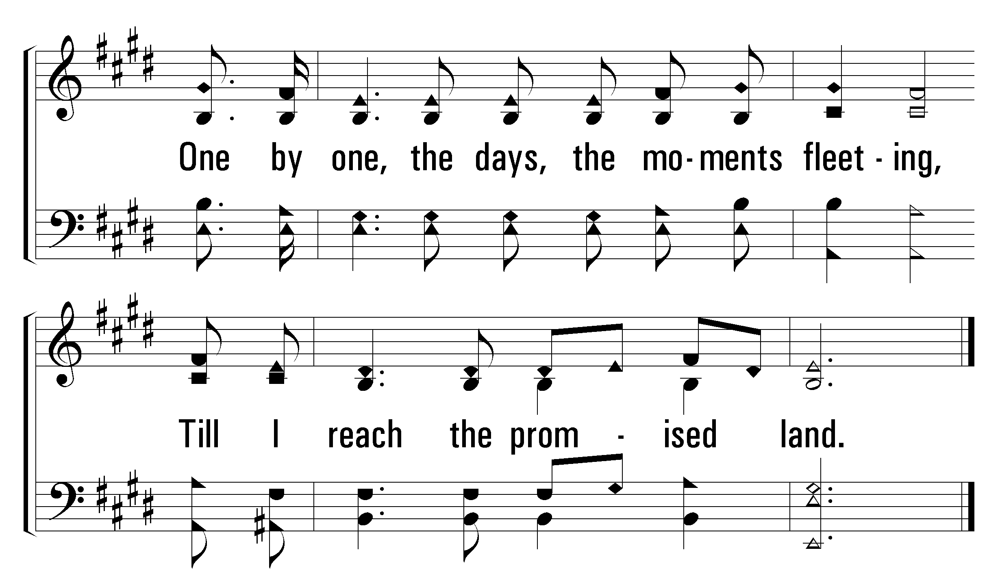 One by one, the days, the mo-ments fleet - ing,
Till I reach the prom - ised land.